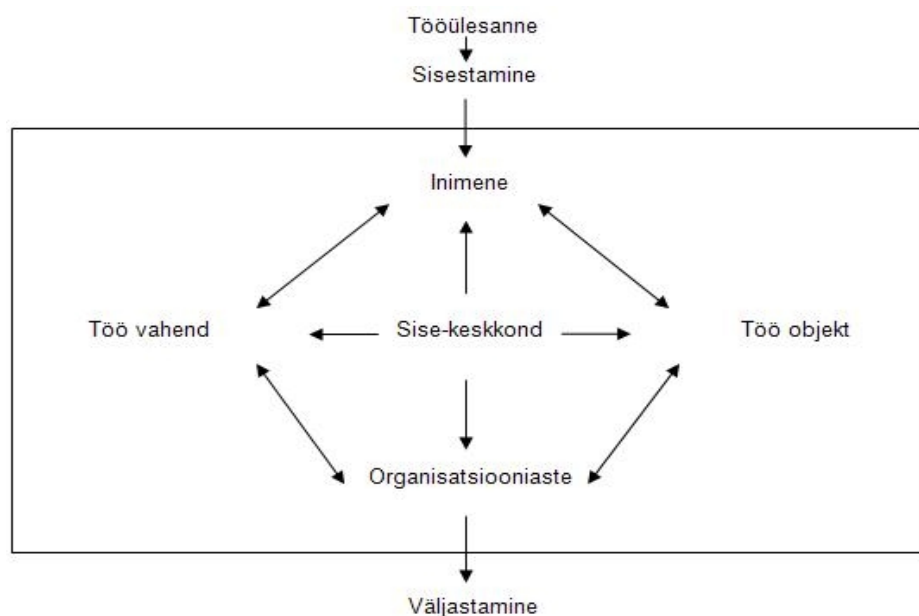 Tööülesanne
Sisestamine
Inimene
Töö vahend
Sise-keskkond
Töö objekt
Organisatsiooniaste
Väljastamine